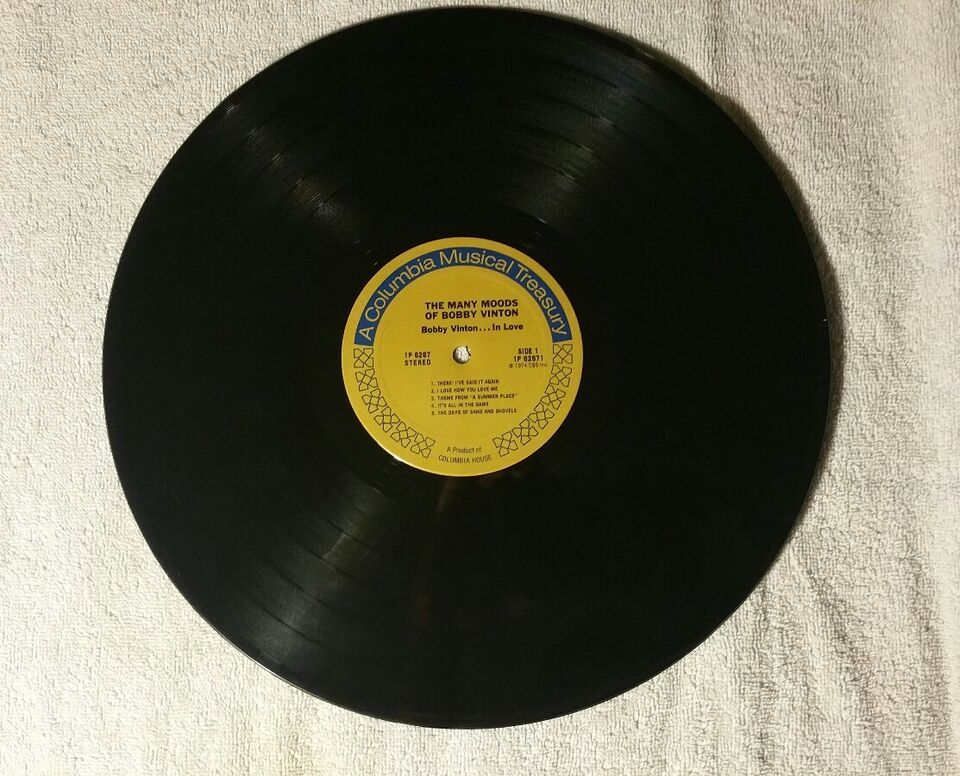 A Columbia Musical Treasury
THE MANY MOODS
OF BOBBY VINTON
Bobby Vinton...In Love
1P 6267
STEREO
SIDE 1
1P 62671
℗ 1974 CBS Inc.
1. THERE! I'VE SAID IT AGAIN
2. I LOVE HOW YOU LOVE ME
3. THEME FROM "A SUMMER PLACE"
4. IT'S ALL IN THE GAME
5. THE DAYS OF SAND AND SHOVELS
A Product of
COLUMBIA HOUSE